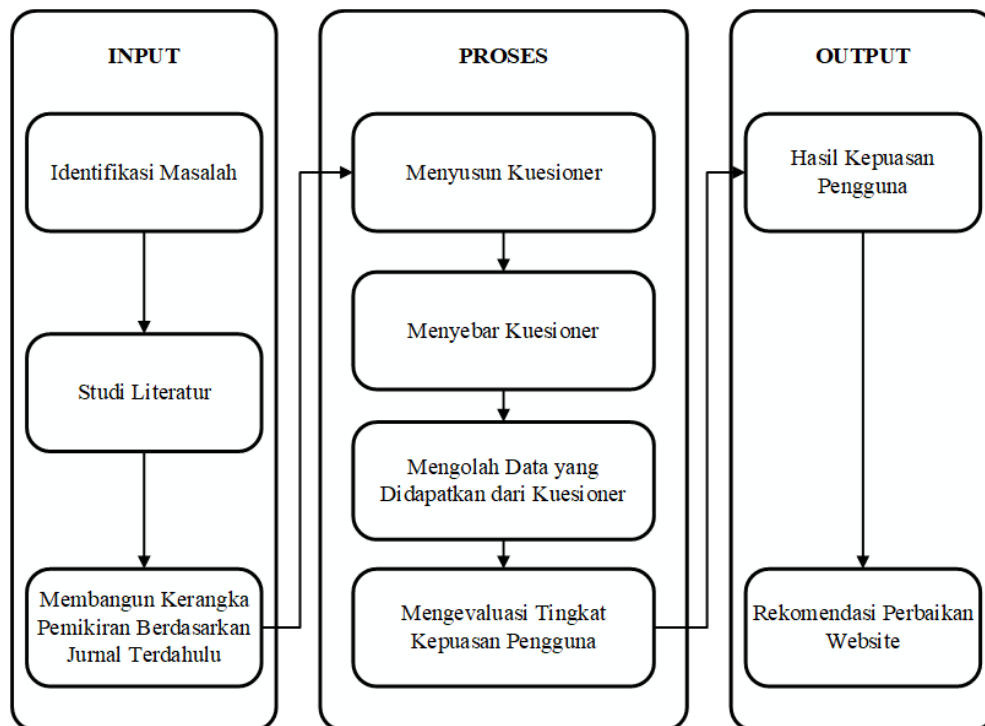 INPUT
Identifikasi Masalah
Studi Literatur
Membangun Kerangka
Pemikiran Berdasarkan
Jurnal Terdahulu
PROSES
Menyusun Kuesioner
Menyebar Kuesioner
Mengolah Data yang
Didapatkan dari Kuesioner
Mengevaluasi Tingkat
Kepuasan Pengguna
OUTPUT
Hasil Kepuasan
Pengguna
Rekomendasi Perbaikan
Website